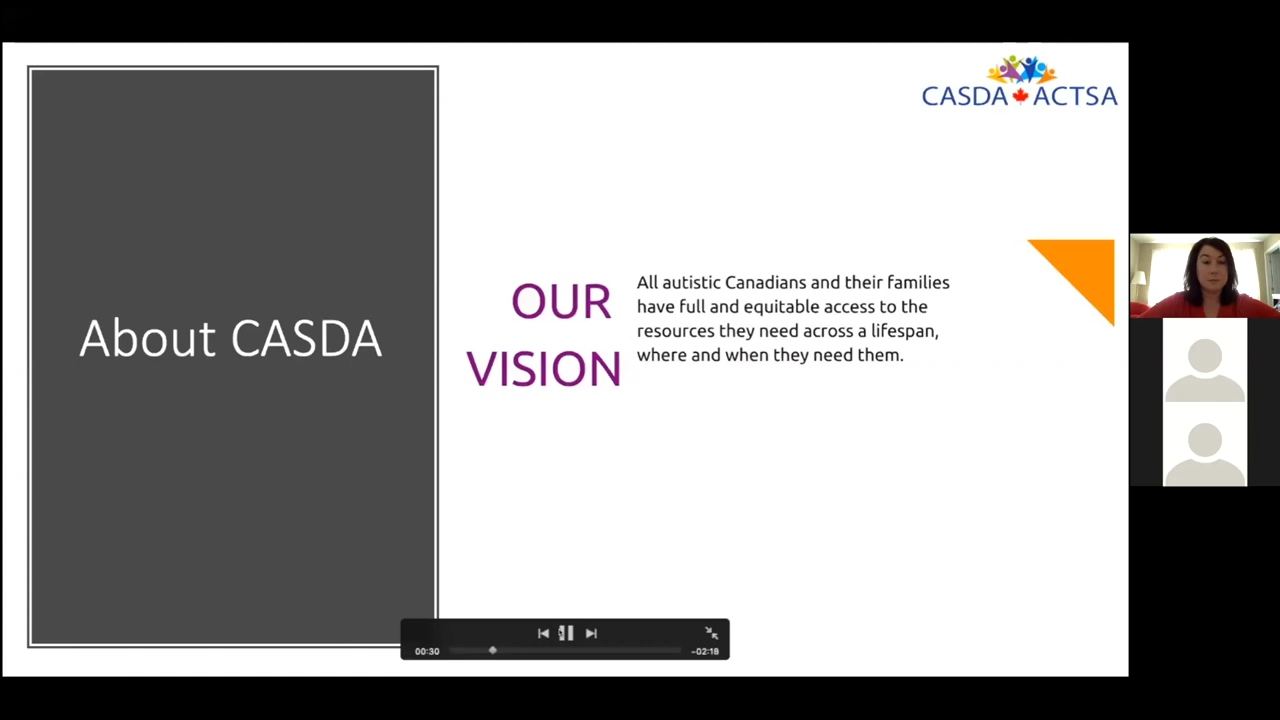 CASDA ACTSA
About CASDA
OUR
VISION
All autistic Canadians and their families
have full and equitable access to the
resources they need across a lifespan,
where and when they need them.
00:30
-02:18